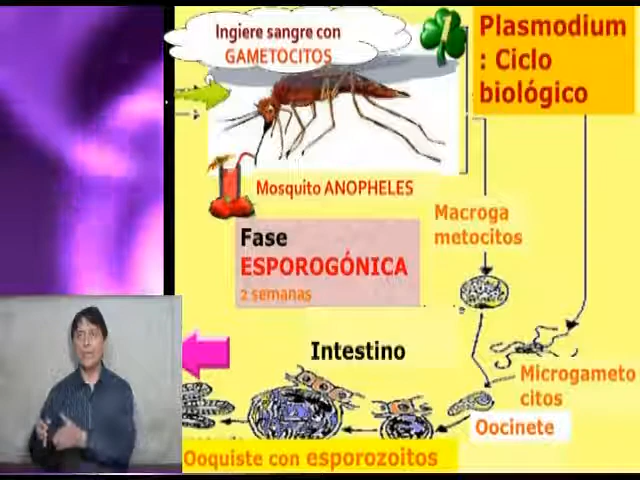 Ingiere sangre con
GAMETOCITOS
Plasmodium
: Ciclo
biológico
Mosquito ANOPHELES
Macroga
metocitos
Fase
ESPOROGÓNICA
2 semanas
Intestino
Microgameto
citos
Oocinete
Ooquiste con esporozoitos